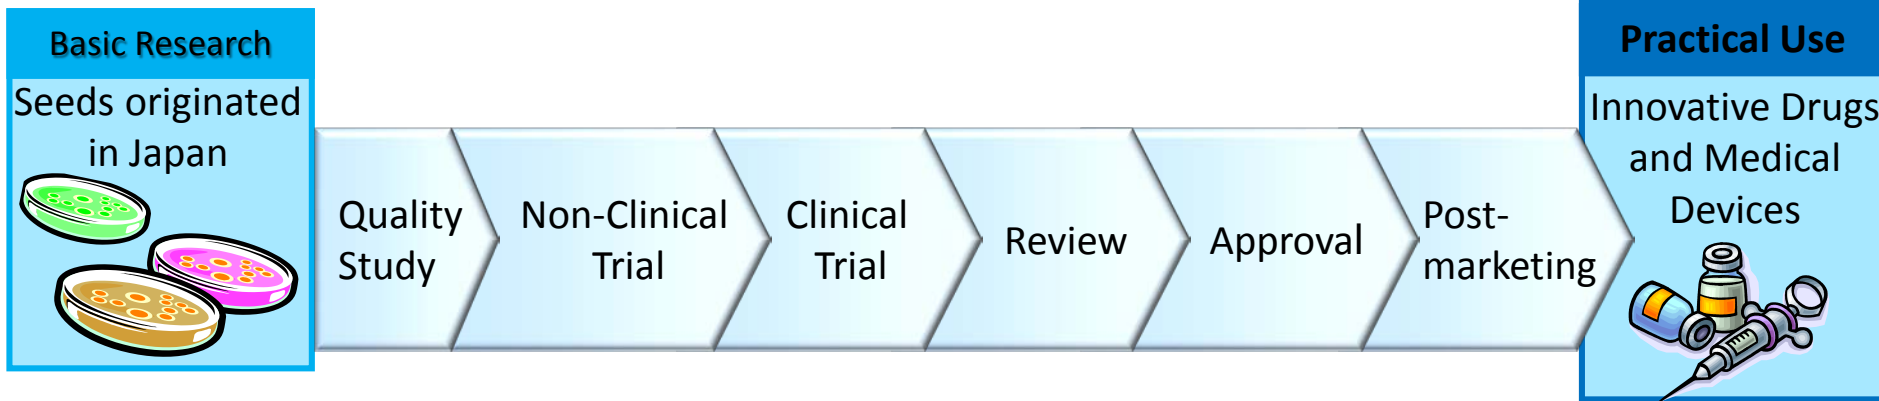 Basic Research
Seeds originated
in Japan
Quality
Study
Non-Clinical
Trial
Clinical
Trial
Review
Approval
Post-
marketing
Practical Use
Innovative Drugs
and Medical
Devices